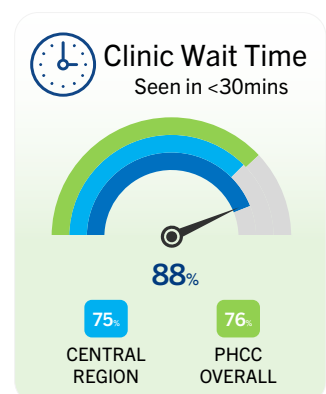 Clinic Wait Time
Seen in <30mins
88%
75%
76%
CENTRAL
REGION
PHCC
OVERALL